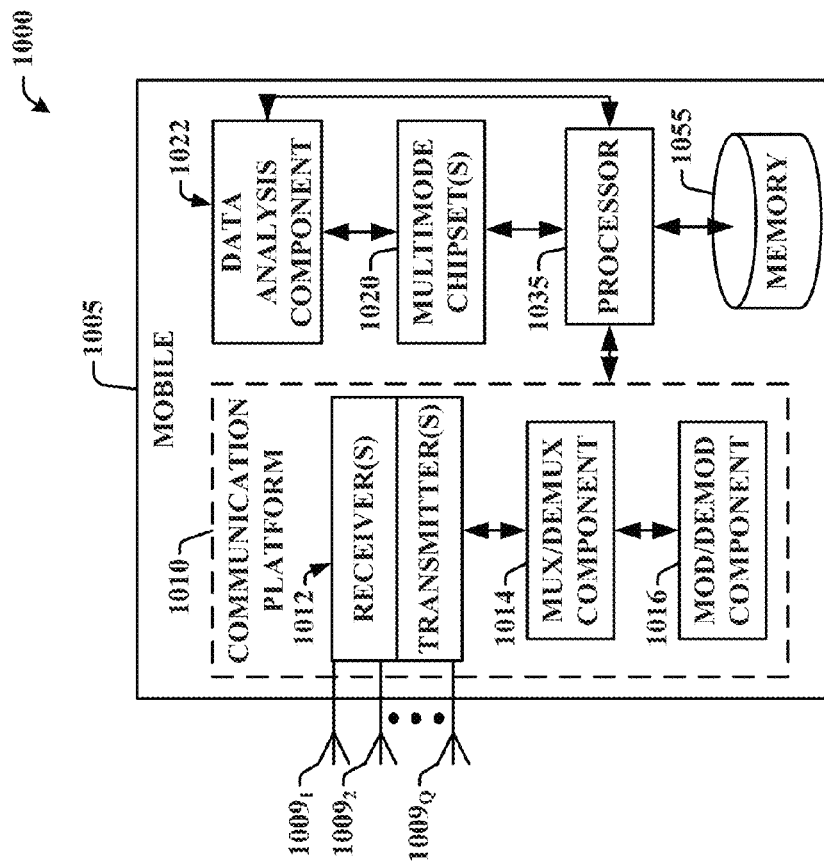 1000
1005
MOBILE
1010
COMMUNICATION
PLATFORM
1012
RECEIVER(S)
TRANSMITTER(S)
1009₁
1009₂
1009Q
1014
MUX/DEMUX
COMPONENT
1016
MOD/DEMOD
COMPONENT
1022
DATA
ANALYSIS
COMPONENT
1020
MULTIMODE
CHIPSET(S)
1035
PROCESSOR
1055
MEMORY